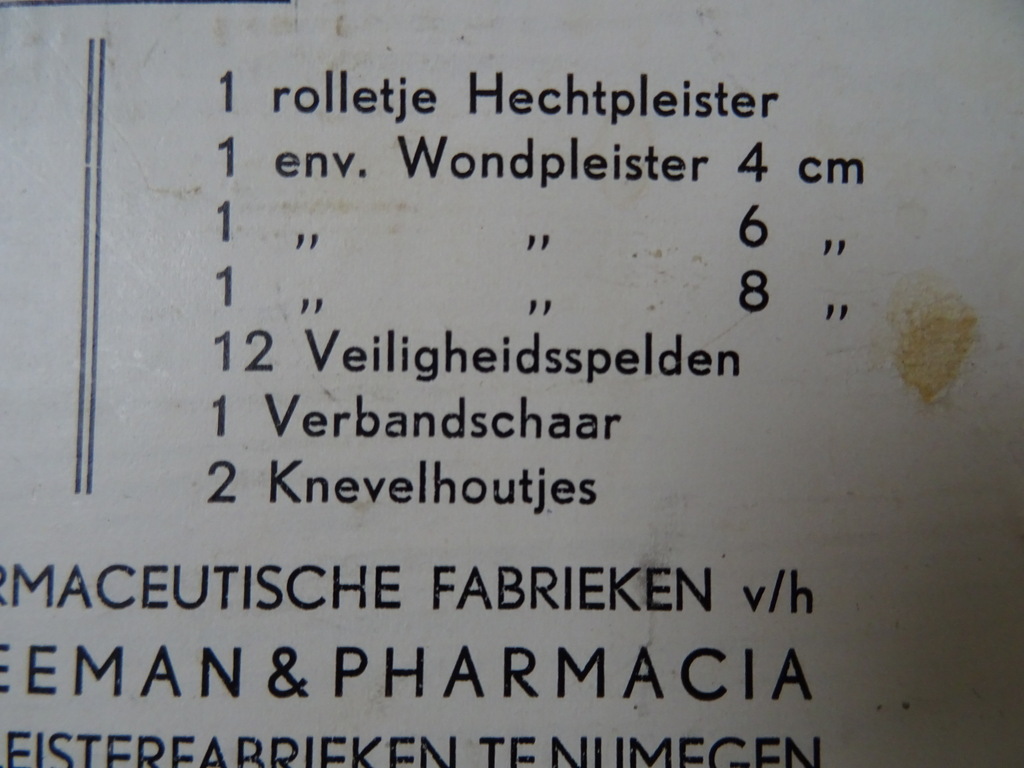 1 rolletje Hechtpleister
1 env. Wondpleister 4 cm
1 ,, ,, 6 ,,
1 ,, ,, 8 ,,
12 Veiligheidsspelden
1 Verbandschaar
2 Knevelhoutjes
RMACEUTISCHE FABRIEKEN v/h
EEMAN & PHARMACIA
LEISTERFABRIEKEN TE NIJMEGEN